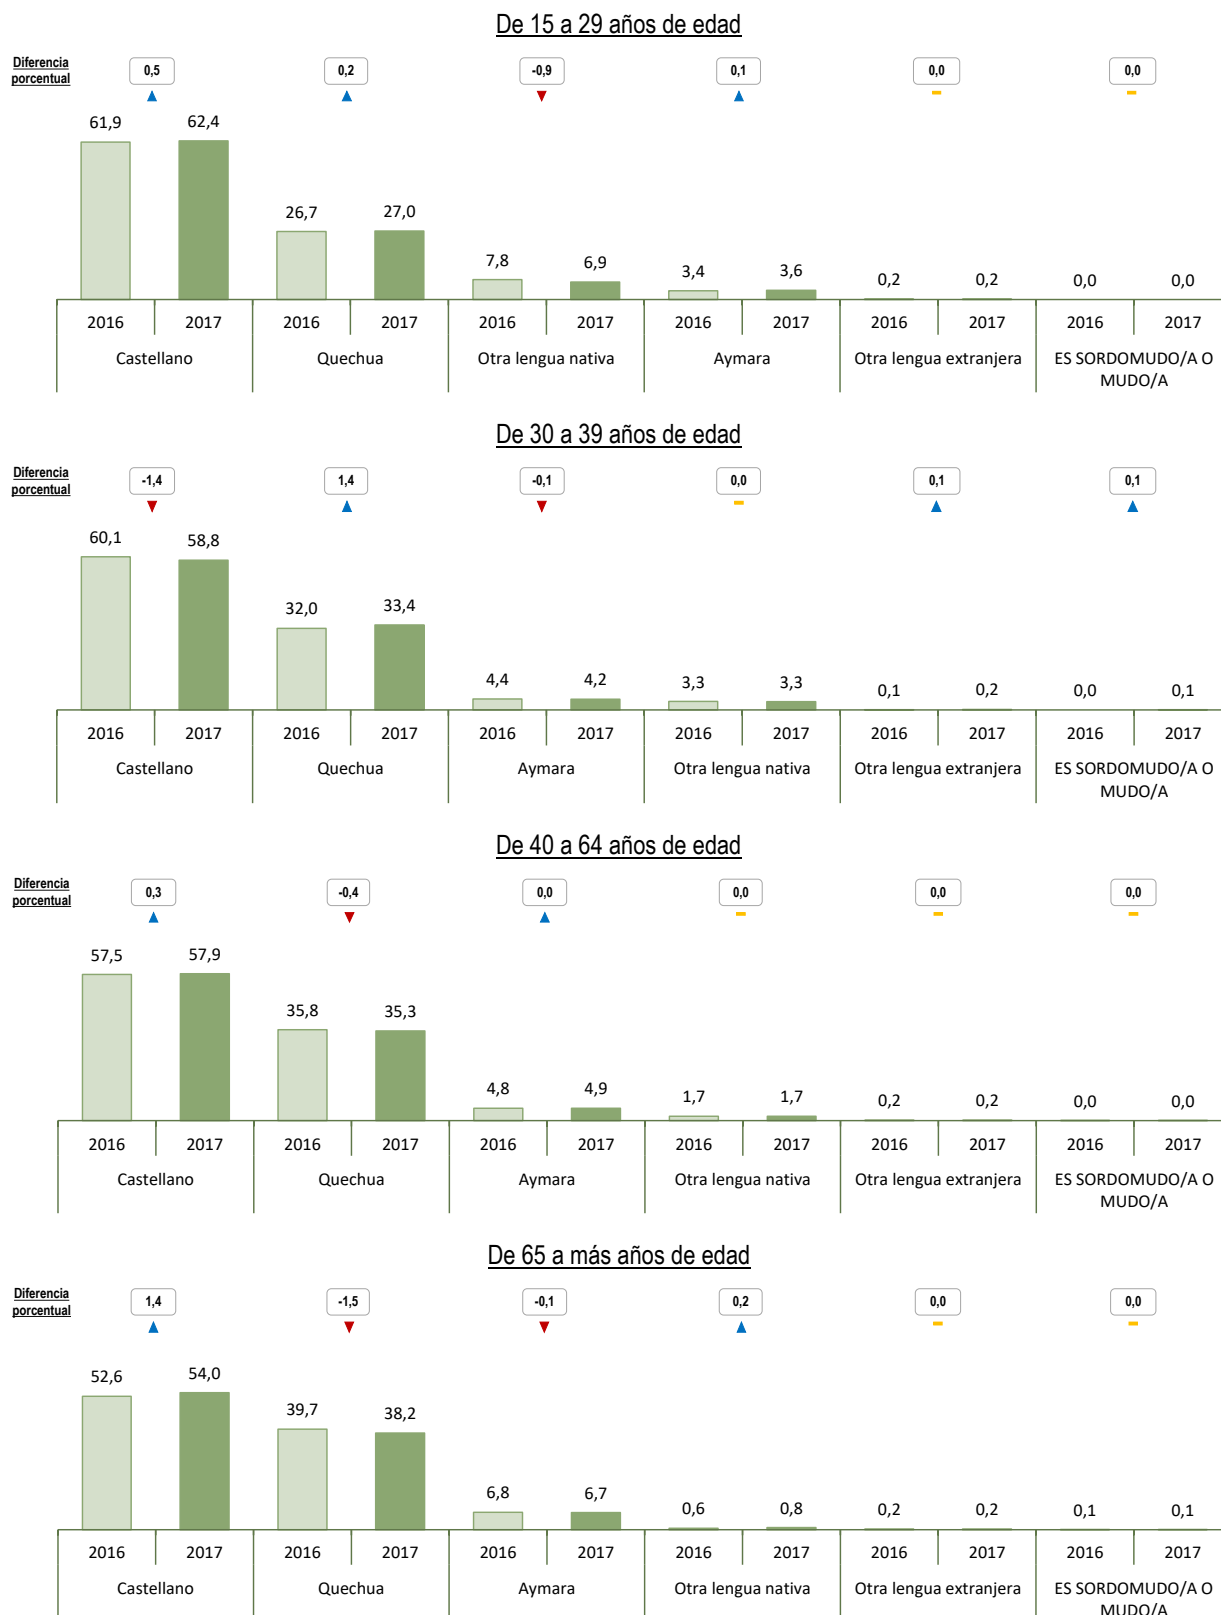 De 15 a 29 años de edad
Diferencia
porcentual
0,5 0,2 -0,9 0,1 0,0 0,0
61,9 62,4 26,7 27,0 7,8 6,9 3,4 3,6 0,2 0,2 0,0 0,0
2016 2017 2016 2017 2016 2017 2016 2017 2016 2017 2016 2017
Castellano Quechua Otra lengua nativa Aymara Otra lengua extranjera ES SORDOMUDO/A O
MUDO/A
De 30 a 39 años de edad
Diferencia
porcentual
-1,4 1,4 -0,1 0,0 0,1 0,1
60,1 58,8 32,0 33,4 4,4 4,2 3,3 3,3 0,1 0,2 0,0 0,1
2016 2017 2016 2017 2016 2017 2016 2017 2016 2017 2016 2017
Castellano Quechua Aymara Otra lengua nativa Otra lengua extranjera ES SORDOMUDO/A O
MUDO/A
De 40 a 64 años de edad
Diferencia
porcentual
0,3 -0,4 0,0 0,0 0,0 0,0
57,5 57,9 35,8 35,3 4,8 4,9 1,7 1,7 0,2 0,2 0,0 0,0
2016 2017 2016 2017 2016 2017 2016 2017 2016 2017 2016 2017
Castellano Quechua Aymara Otra lengua nativa Otra lengua extranjera ES SORDOMUDO/A O
MUDO/A
De 65 a más años de edad
Diferencia
porcentual
1,4 -1,5 -0,1 0,2 0,0 0,0
52,6 54,0 39,7 38,2 6,8 6,7 0,6 0,8 0,2 0,2 0,1 0,1
2016 2017 2016 2017 2016 2017 2016 2017 2016 2017 2016 2017
Castellano Quechua Aymara Otra lengua nativa Otra lengua extranjera ES SORDOMUDO/A O
MUDO/A